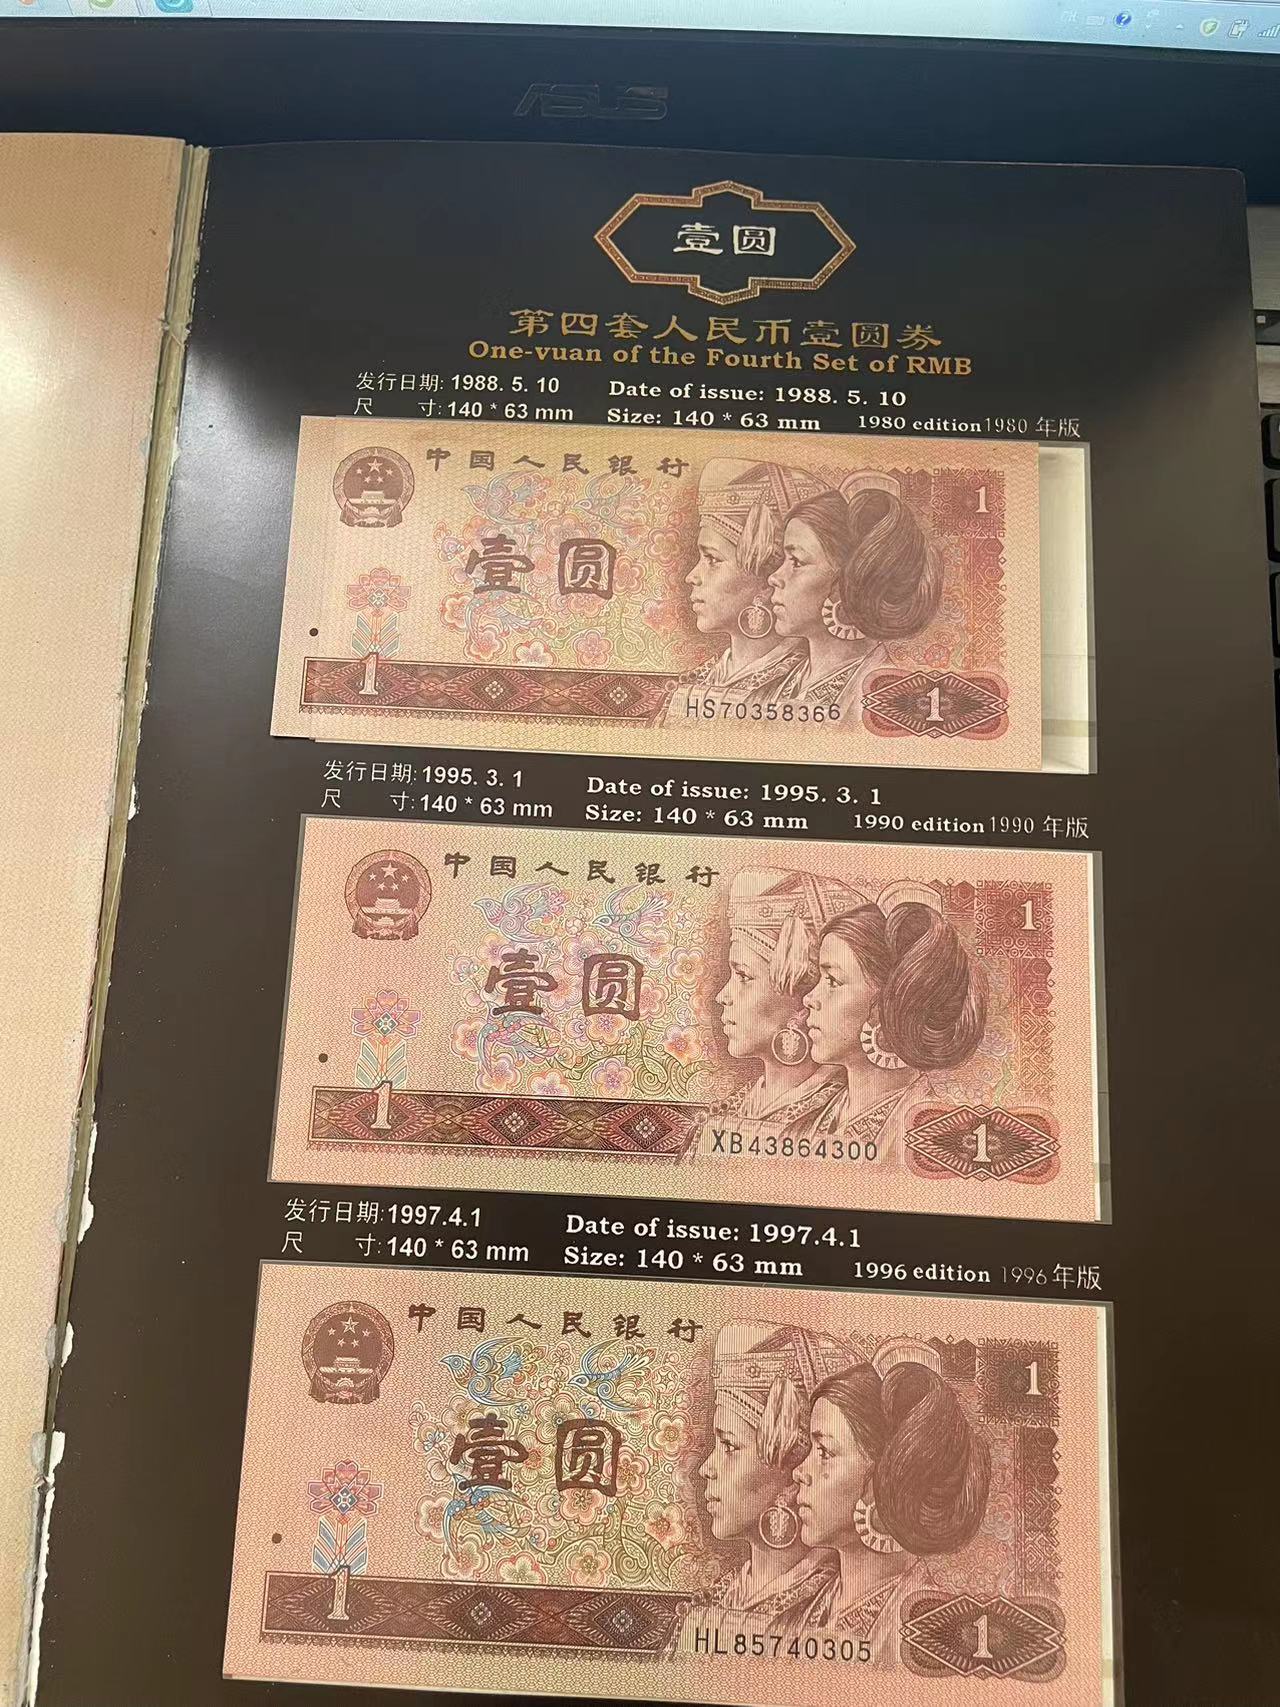 CH
ASUS
壹圆
第四套人民币壹圆券
One-vuan of the Fourth Set of RMB
发行日期: 1988. 5. 10 Date of issue: 1988. 5. 10
尺 寸: 140 * 63 mm Size: 140 * 63 mm 1980 edition 1980 年版
中国人民银行
1
壹圆
1
HS70358366
1
发行日期: 1995. 3. 1 Date of issue: 1995. 3. 1
尺 寸: 140 * 63 mm Size: 140 * 63 mm 1990 edition 1990 年版
中国人民银行
1
壹圆
1
XB43864300
1
发行日期: 1997.4.1 Date of issue: 1997.4.1
尺 寸: 140 * 63 mm Size: 140 * 63 mm 1996 edition 1996 年版
中国人民银行
1
壹圆
1
HL85740305
1